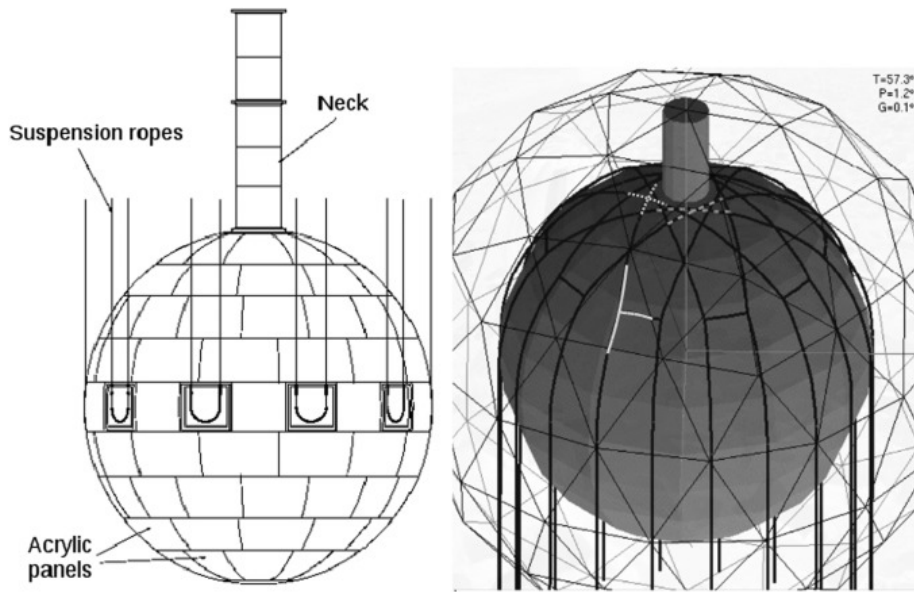 Neck
Suspension ropes
Acrylic
panels
T=57.3°
P=1.2°
G=0.1°